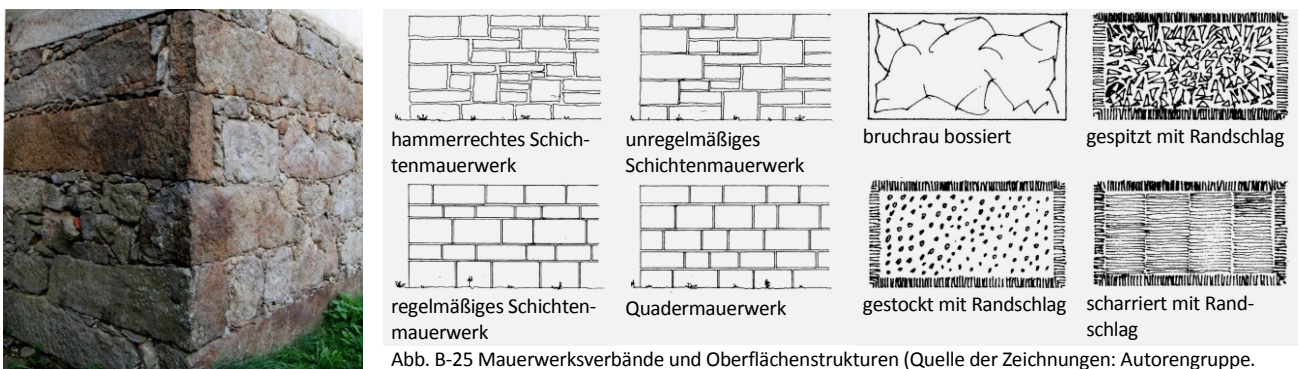 hammerrechtes Schich-
tenmauerwerk
unregelmäßiges
Schichtenmauerwerk
bruchrau bossiert
gespitzt mit Randschlag
regelmäßiges Schichten-
mauerwerk
Quadermauerwerk
gestockt mit Randschlag
scharriert mit Rand-
schlag
Abb. B-25 Mauerwerksverbände und Oberflächenstrukturen (Quelle der Zeichnungen: Autorengruppe.